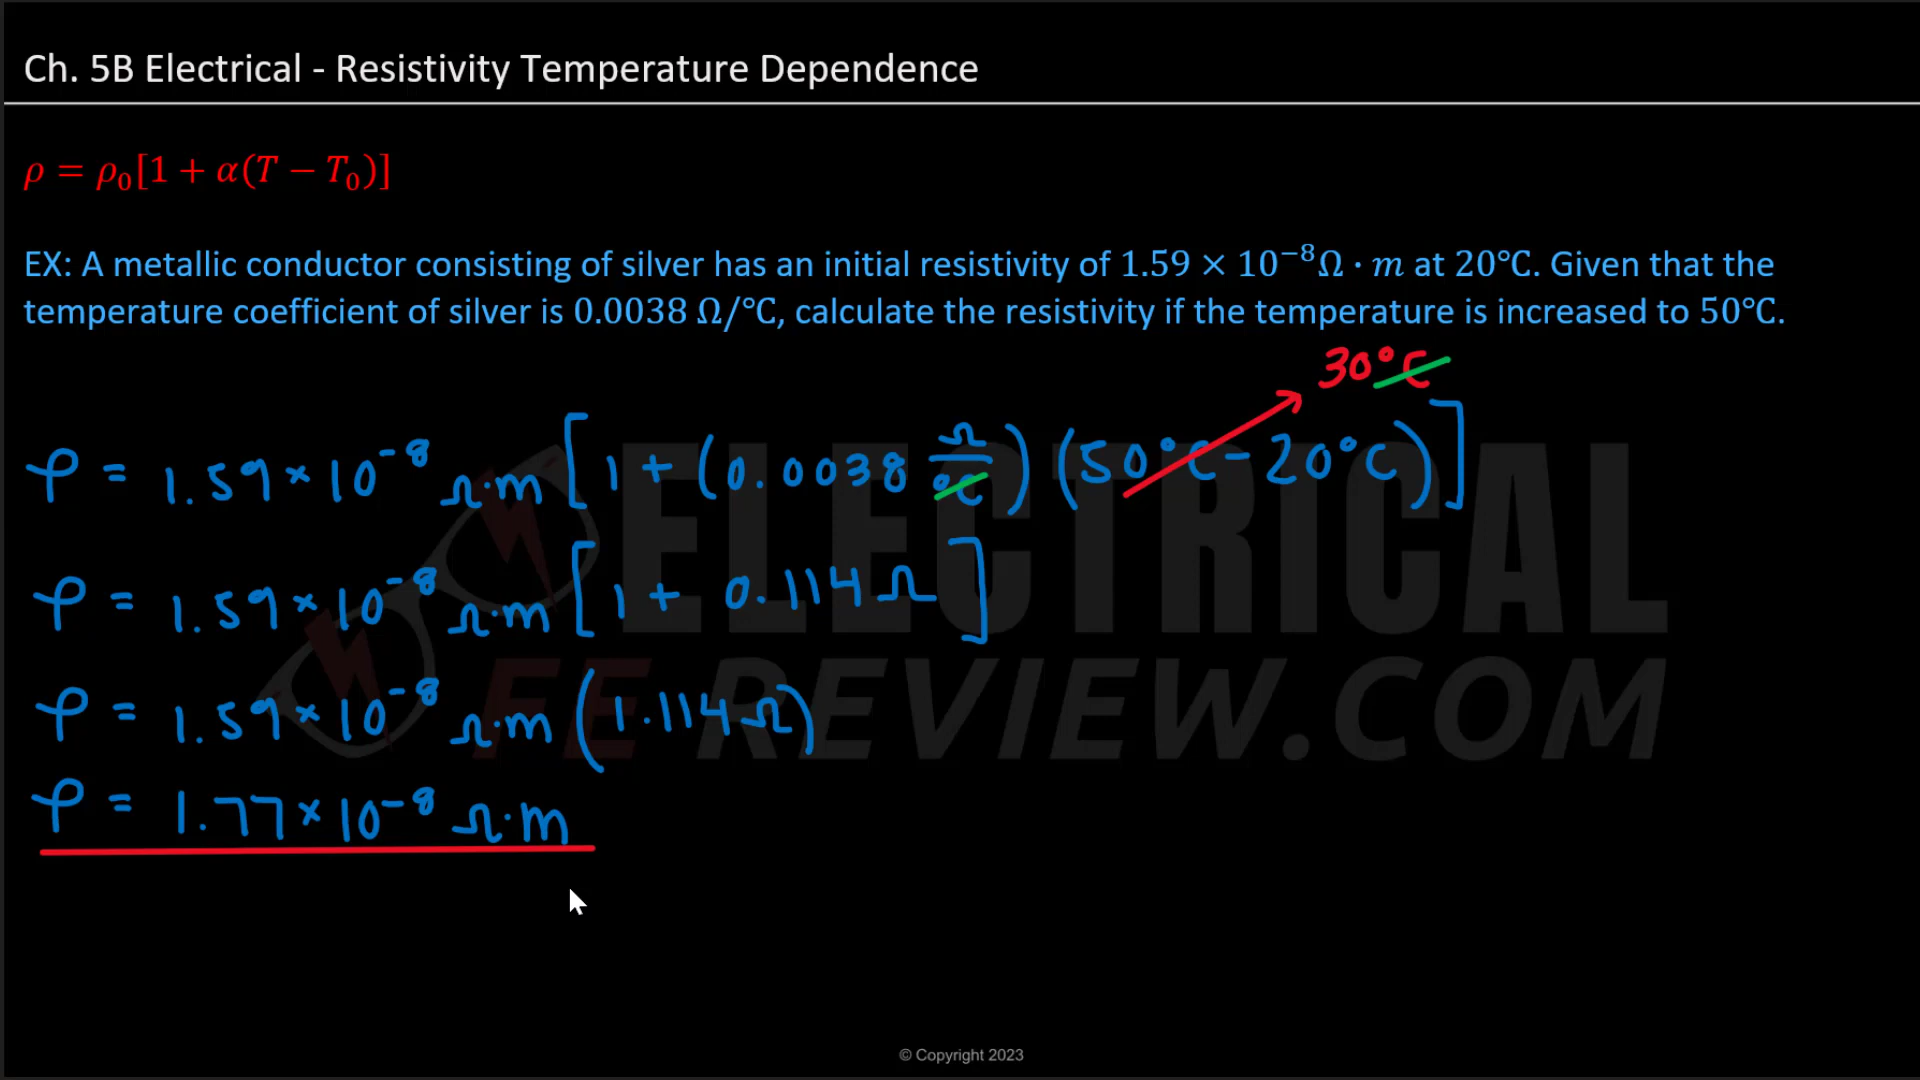 Ch. 5B Electrical - Resistivity Temperature Dependence
ρ = ρ₀[1 + α(T − T₀)]
EX: A metallic conductor consisting of silver has an initial resistivity of 1.59 × 10⁻⁸Ω · m at 20°C. Given that the
temperature coefficient of silver is 0.0038 Ω/°C, calculate the resistivity if the temperature is increased to 50°C.
30°C
ρ = 1.59 × 10⁻⁸ Ω·m [1 + (0.0038 Ω/°C) (50°C − 20°C)]
ρ = 1.59 × 10⁻⁸ Ω·m [1 + 0.114 Ω]
ρ = 1.59 × 10⁻⁸ Ω·m (1.114 Ω)
ρ = 1.77 × 10⁻⁸ Ω·m
ELECTRICAL
FE REVIEW.COM
© Copyright 2023